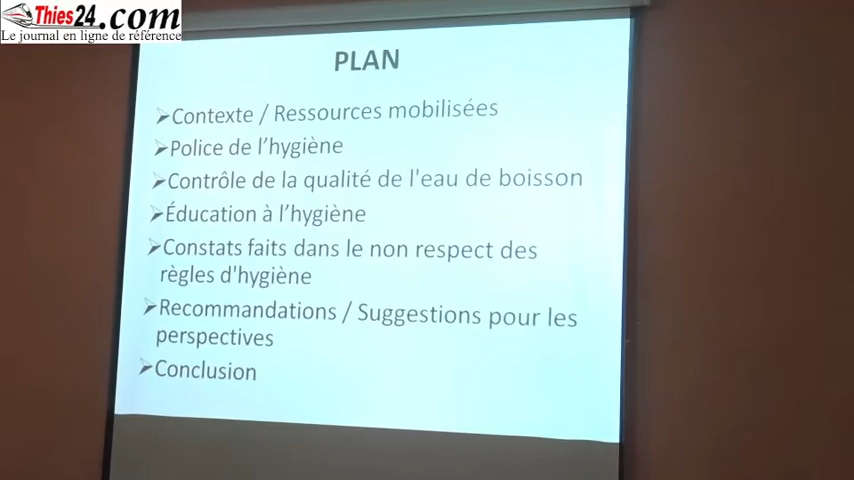 Thies24.com
Le journal en ligne de référence
PLAN
➢Contexte / Ressources mobilisées
➢Police de l’hygiène
➢Contrôle de la qualité de l'eau de boisson
➢Éducation à l’hygiène
➢Constats faits dans le non respect des
règles d'hygiène
➢Recommandations / Suggestions pour les
perspectives
➢Conclusion